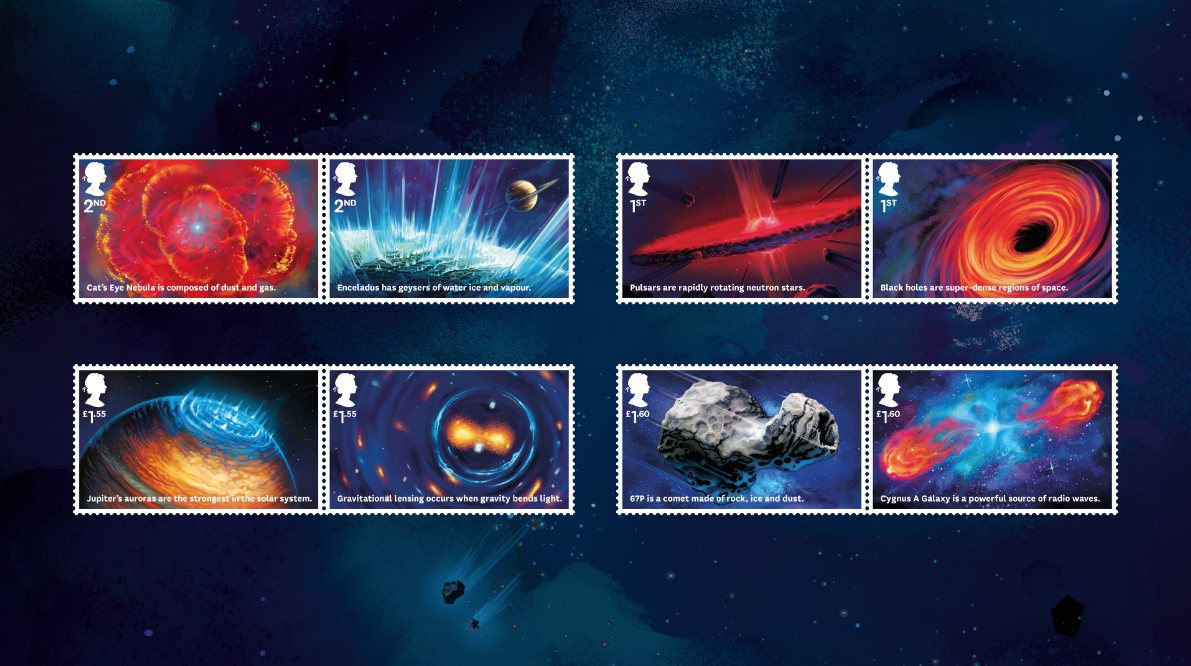 2ND
Cat's Eye Nebula is composed of dust and gas.
2ND
Enceladus has geysers of water ice and vapour.
1ST
Pulsars are rapidly rotating neutron stars.
1ST
Black holes are super-dense regions of space.
£1.55
Jupiter's auroras are the strongest in the solar system.
£1.55
Gravitational lensing occurs when gravity bends light.
£1.60
67P is a comet made of rock, ice and dust.
£1.60
Cygnus A Galaxy is a powerful source of radio waves.